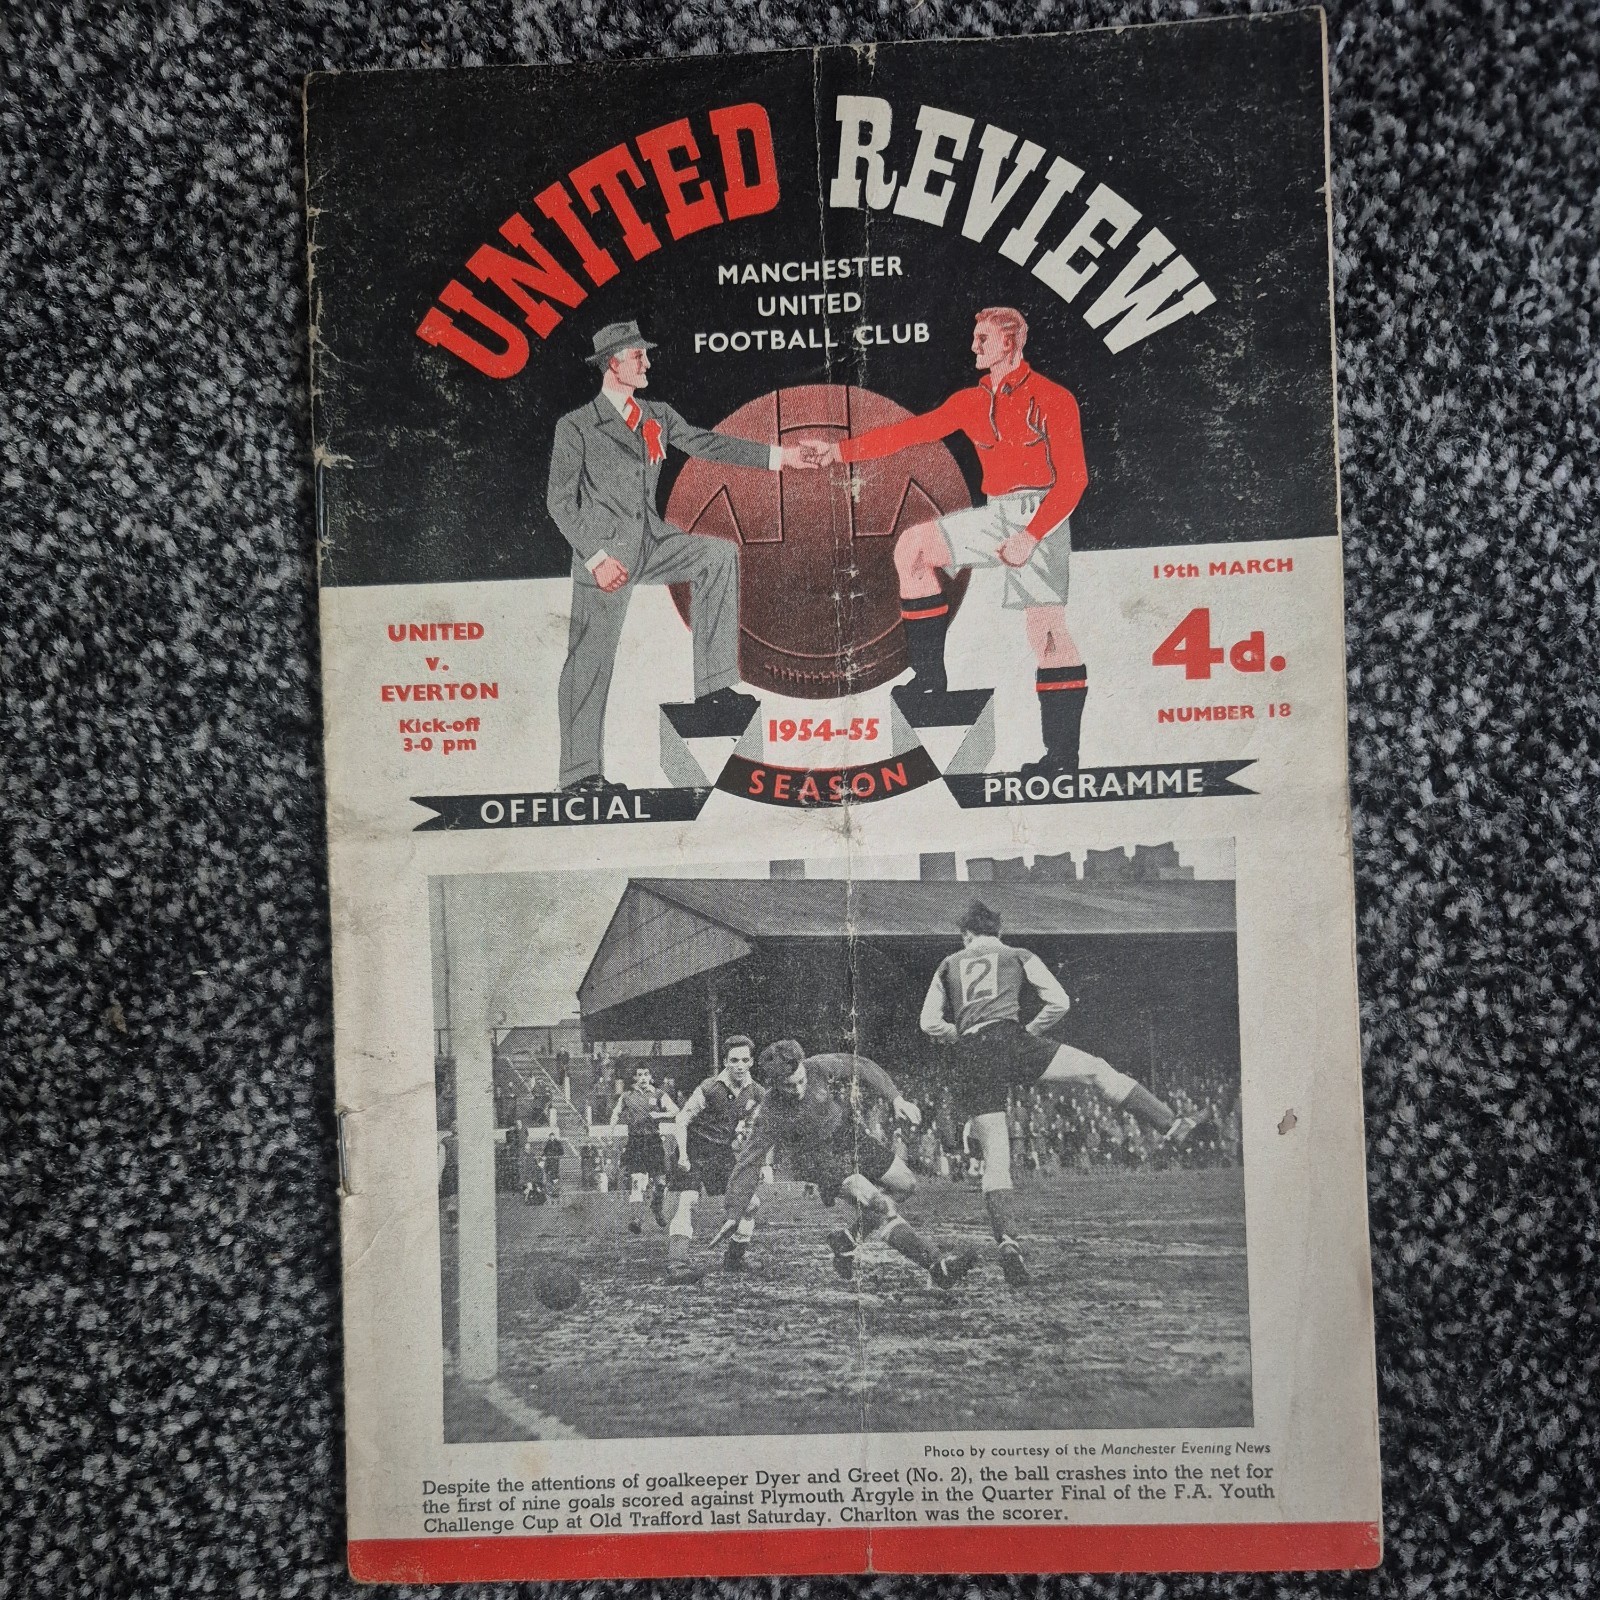 UNITED REVIEW
MANCHESTER
UNITED
FOOTBALL CLUB
19th MARCH
4d.
NUMBER 18
UNITED
v.
EVERTON
Kick-off
3-0 pm
1954-55
SEASON
OFFICIAL
PROGRAMME
2
Photo by courtesy of the Manchester Evening News
Despite the attentions of goalkeeper Dyer and Greet (No. 2), the ball crashes into the net for
the first of nine goals scored against Plymouth Argyle in the Quarter Final of the F.A. Youth
Challenge Cup at Old Trafford last Saturday. Charlton was the scorer.